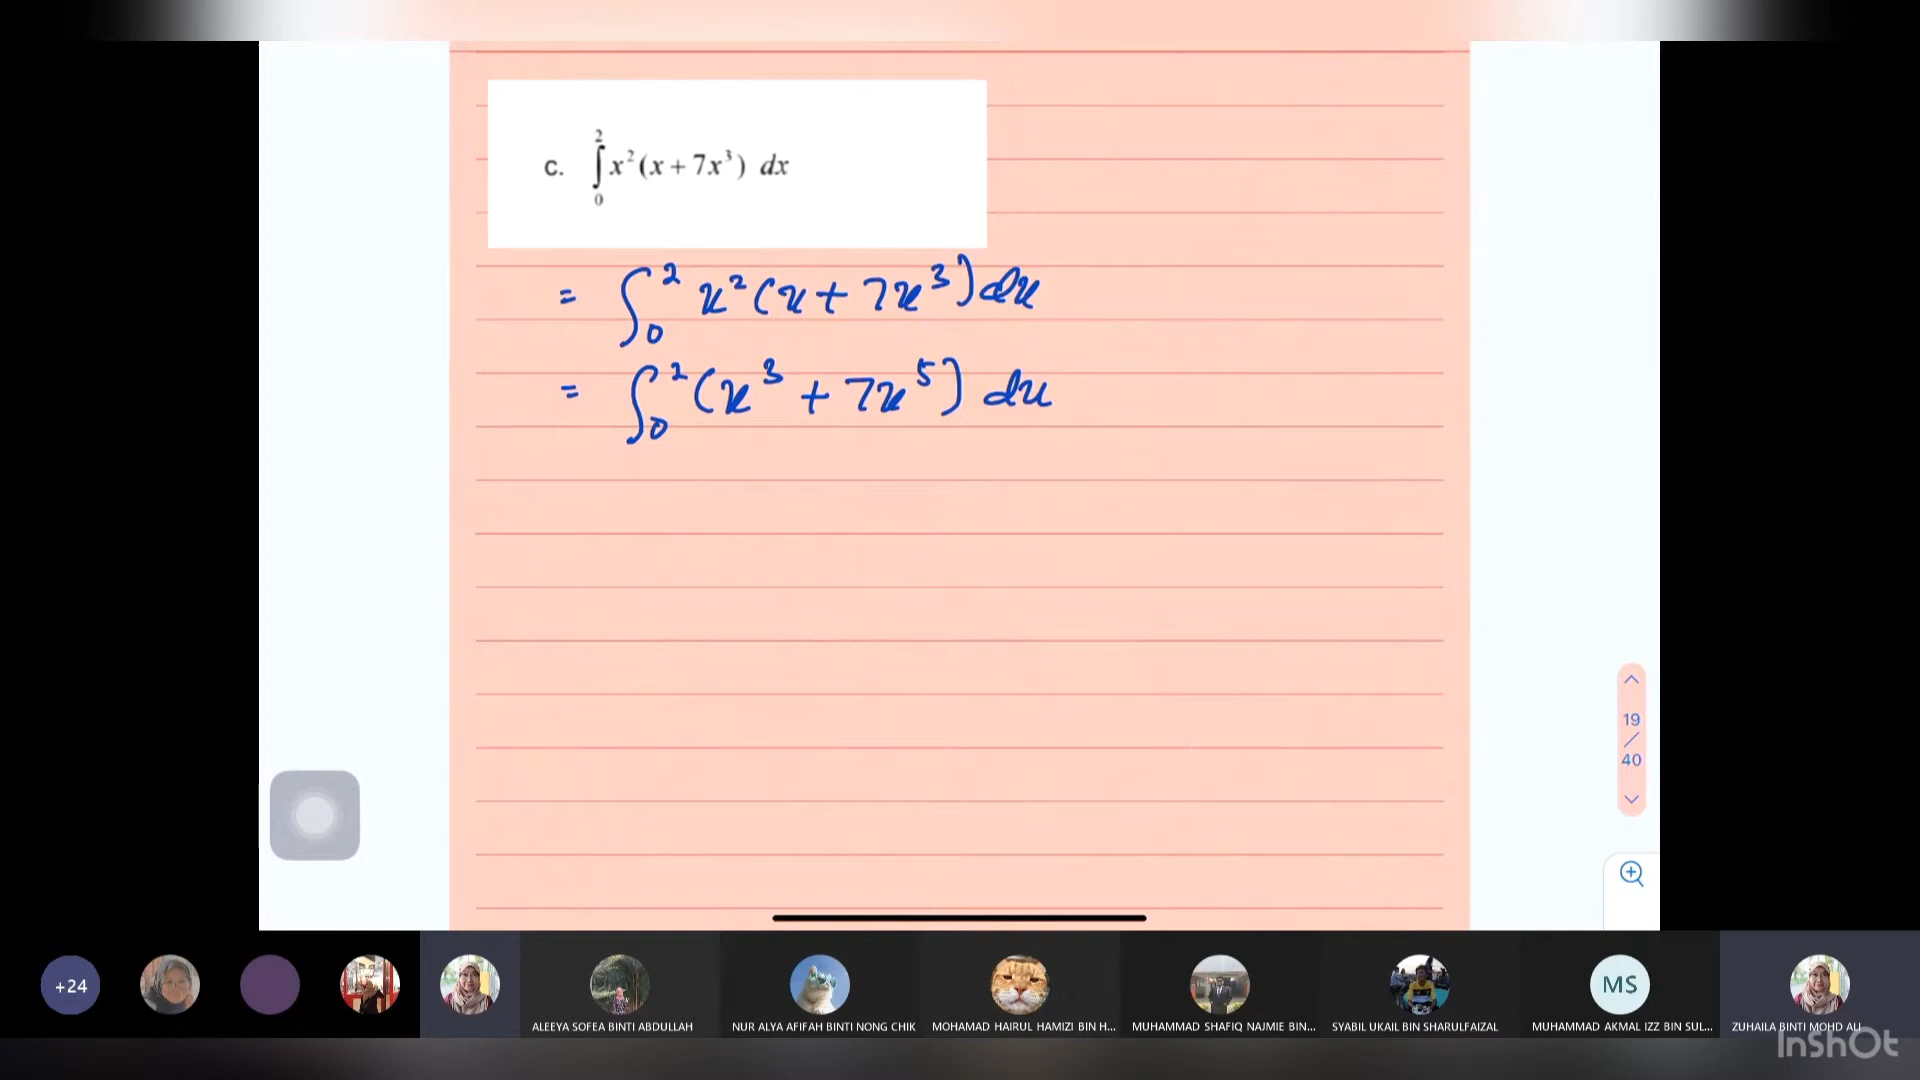 c. ∫₀² x²(x + 7x³) dx
= ∫₀² x²(x + 7x³) dx
= ∫₀² (x³ + 7x⁵) dx
19
/
40
+24
MS
ALEEYA SOFEA BINTI ABDULLAH
NUR ALYA AFIFAH BINTI NONG CHIK
MOHAMAD HAIRUL HAMIZI BIN H...
MUHAMMAD SHAFIQ NAJMIE BIN...
SYABIL UKAIL BIN SHARULFAIZAL
MUHAMMAD AKMAL IZZ BIN SUL...
ZUHAILA BINTI MOHD ALI
InShOt